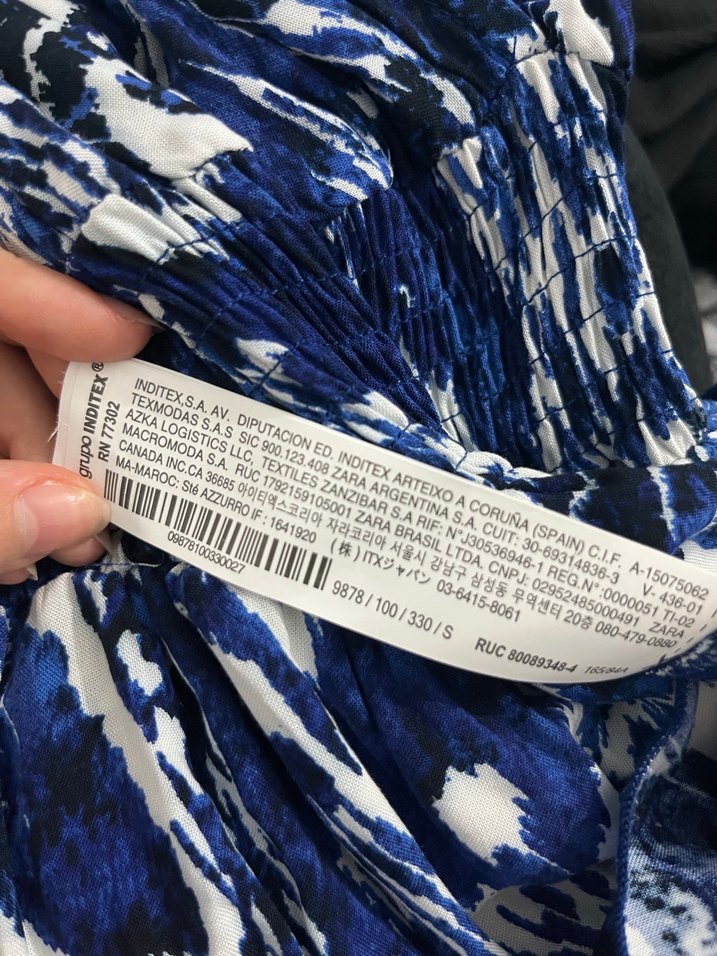 grupo INDITEX®
RN 77302
INDITEX,S.A. AV. DIPUTACION ED. INDITEX ARTEIXO A CORUÑA (SPAIN) C.I.F. A-15075062
TEXMODAS S.A.S SIC 900.123.408 ZARA ARGENTINA S.A. CUIT: 30-69314836-3 V- 436-01
AZKA LOGISTICS LLC, TEXTILES ZANZIBAR S.A RIF: N°J30536946-1 REG.N°:0000051 TI-02
MACROMODA S.A. RUC 1792159105001 ZARA BRASIL LTDA. CNPJ: 02952485000491 ZARA
CANADA INC.CA 36685 아이티엑스코리아 자라코리아 서울시 강남구 삼성동 무역센터 20층 080-479-0880
MA-MAROC: Sté AZZURRO IF : 1641920 (株) ITXジャパン 03-6415-8061
09878100330027
9878 / 100 / 330 / S
RUC 80089348-4 165/84A